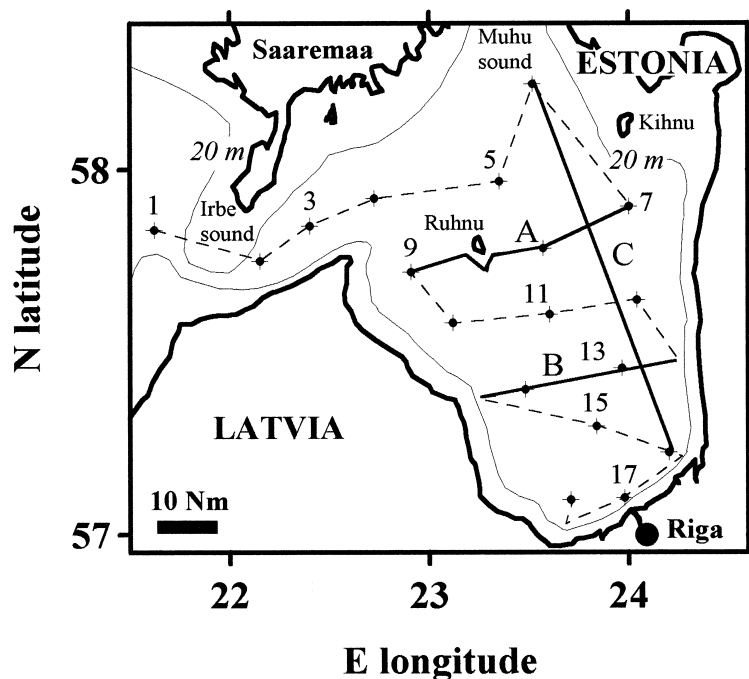 Muhu
sound
Saaremaa
ESTONIA
Kihnu
20 m
20 m
58
5
1
3
7
Irbe
sound
Ruhnu
A
C
9
11
N latitude
13
B
15
LATVIA
17
10 Nm
Riga
57
22
23
24
E longitude